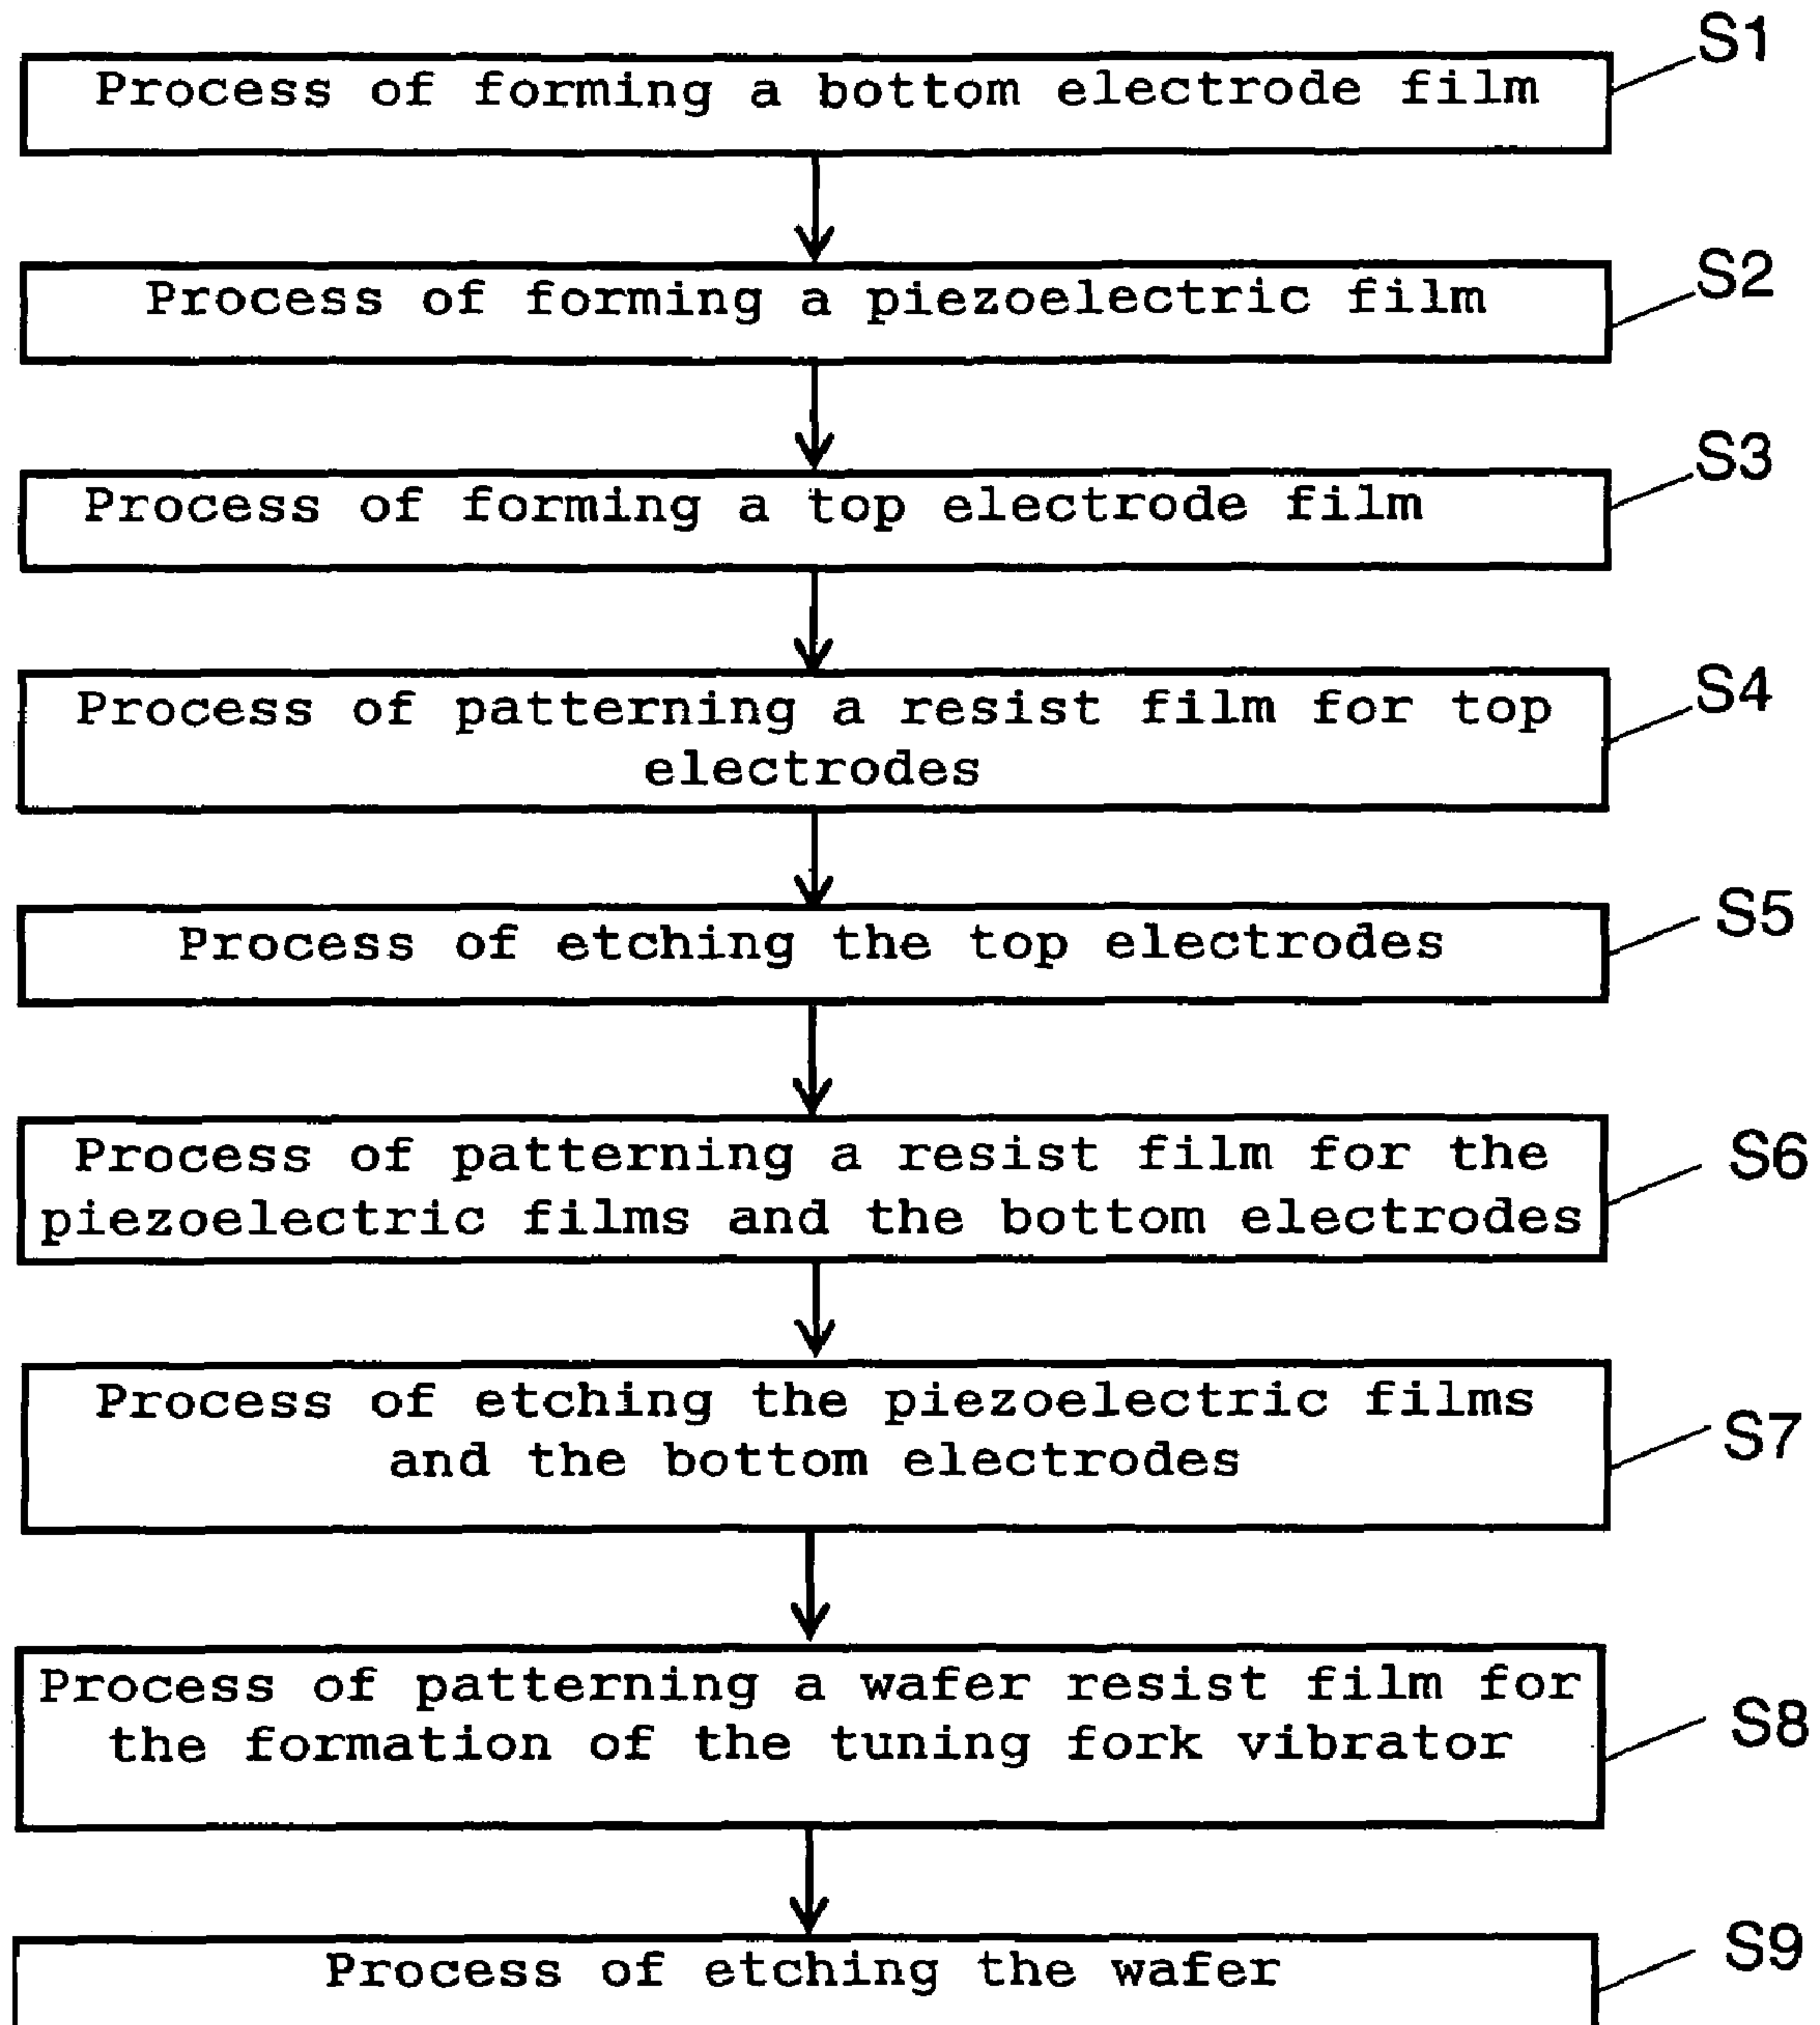 S1
Process of forming a bottom electrode film
S2
Process of forming a piezoelectric film
S3
Process of forming a top electrode film
S4
Process of patterning a resist film for top
electrodes
S5
Process of etching the top electrodes
S6
Process of patterning a resist film for the
piezoelectric films and the bottom electrodes
S7
Process of etching the piezoelectric films
and the bottom electrodes
S8
Process of patterning a wafer resist film for
the formation of the tuning fork vibrator
S9
Process of etching the wafer